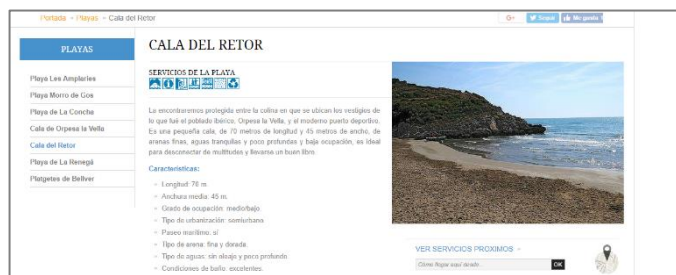 Portada » Playas » Cala del Retor
G+ Seguir Me gusta
PLAYAS
Playa Les Amplaries
Playa Morro de Gos
Playa de La Concha
Cala de Orpesa la Vella
Cala del Retor
Playa de La Renegà
Platgetes de Bellver
CALA DEL RETOR
SERVICIOS DE LA PLAYA
La encontraremos protegida entre la colina en que se ubican los vestigios de
lo que fué el poblado ibérico, Orpesa la Vella, y el moderno puerto deportivo.
Es una pequeña cala, de 70 metros de longitud y 45 metros de ancho, de
arenas finas, aguas tranquilas y poco profundas y baja ocupación, es ideal
para desconectar de multitudes y llevarse un buen libro.
Características:
Longitud: 70 m.
Anchura media: 45 m.
Grado de ocupación: medio/bajo
Tipo de urbanización: semiurbano
Paseo marítimo: sí
Tipo de arena: fina y dorada.
Tipo de aguas: sin oleaje y poco profundo
Condiciones de baño: excelentes.
VER SERVICIOS PROXIMOS
Cómo llegar aquí desde...
OK